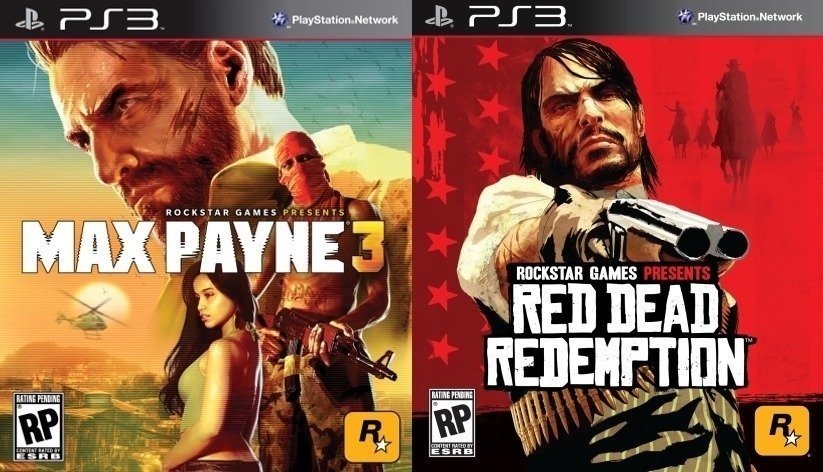 PS3
PlayStation®Network
ROCKSTAR GAMES PRESENTS
MAX PAYNE 3
RATING PENDING
RP
CONTENT RATED BY
ESRB
R
PS3
PlayStation®Network
ROCKSTAR GAMES PRESENTS
RED DEAD
REDEMPTION™
RATING PENDING
RP
CONTENT RATED BY
ESRB
R